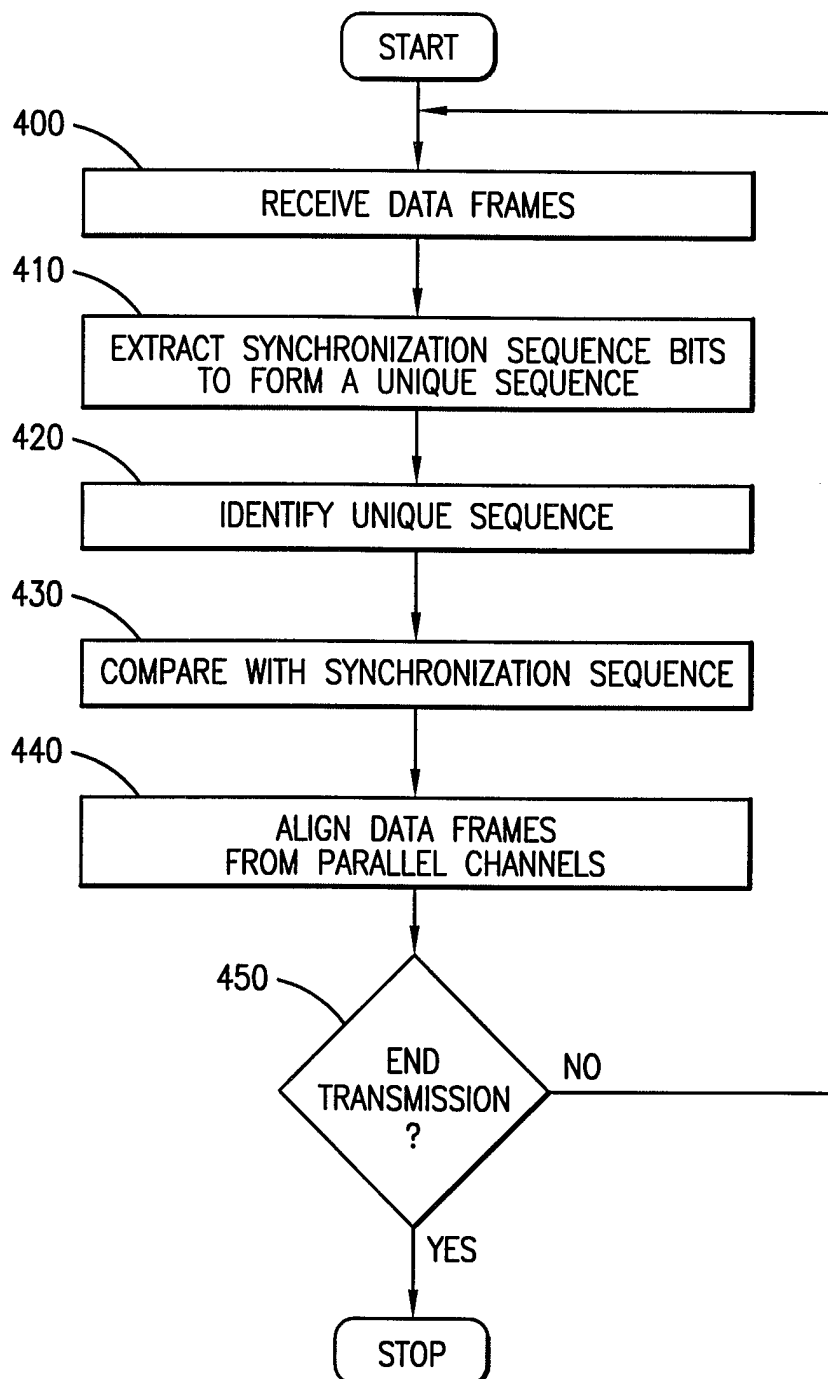 START
400
RECEIVE DATA FRAMES
410
EXTRACT SYNCHRONIZATION SEQUENCE BITS
TO FORM A UNIQUE SEQUENCE
420
IDENTIFY UNIQUE SEQUENCE
430
COMPARE WITH SYNCHRONIZATION SEQUENCE
440
ALIGN DATA FRAMES
FROM PARALLEL CHANNELS
450
END
TRANSMISSION
?
NO
YES
STOP